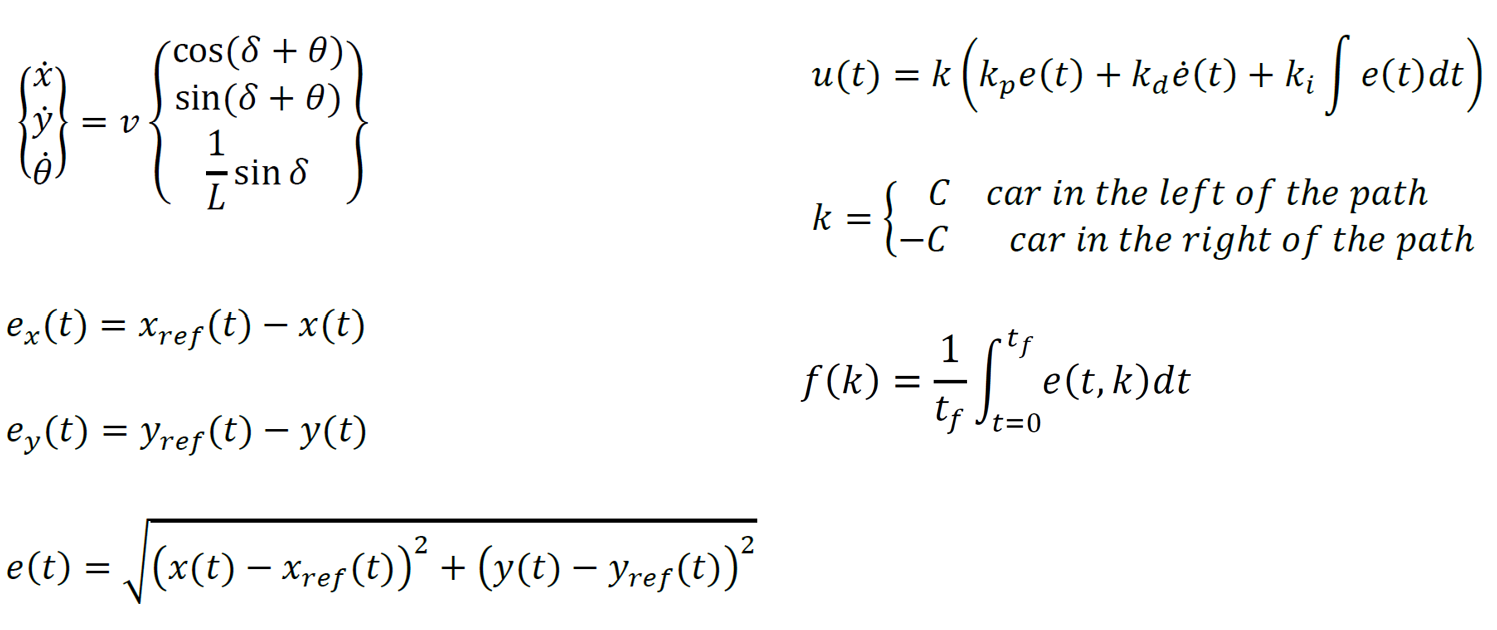 {ẋ ẏ θ̇} = v {cos(δ + θ) sin(δ + θ) 1/L sin δ}
e_x(t) = x_ref(t) − x(t)
e_y(t) = y_ref(t) − y(t)
e(t) = √((x(t) − x_ref(t))² + (y(t) − y_ref(t))²)
u(t) = k(k_p e(t) + k_d ė(t) + k_i ∫ e(t)dt)
k = { C car in the left of the path
−C car in the right of the path
f(k) = 1/t_f ∫_{t=0}^{t_f} e(t, k)dt